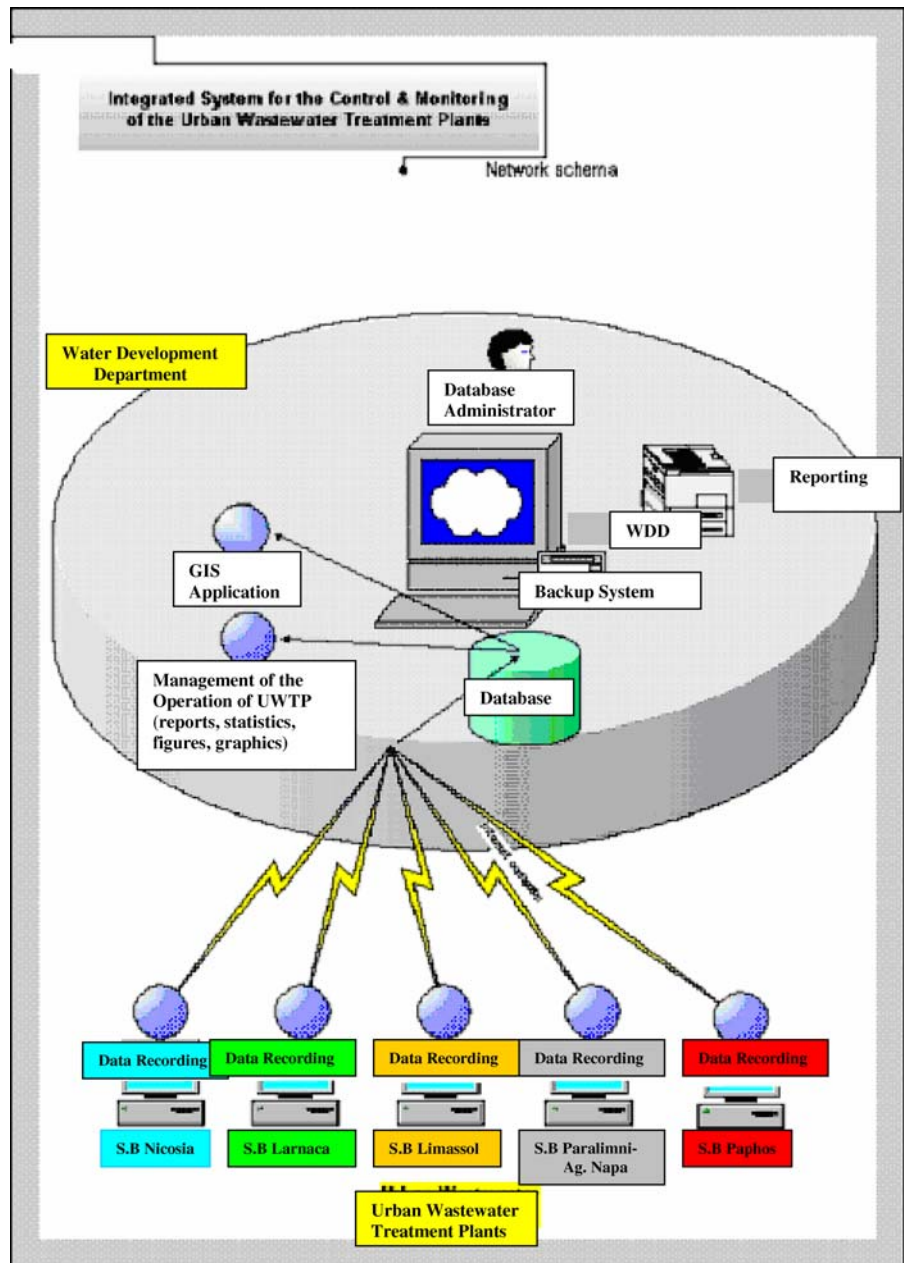 Integrated System for the Control & Monitoring
of the Urban Wastewater Treatment Plants
Network schema
Water Development
Department
Database
Administrator
Reporting
WDD
GIS
Application
Backup System
Management of the
Operation of UWTP
(reports, statistics,
figures, graphics)
Database
Data Recording
Data Recording
Data Recording
Data Recording
Data Recording
S.B Nicosia
S.B Larnaca
S.B Limassol
S.B Paralimni-
Ag. Napa
S.B Paphos
Urban Wastewater
Treatment Plants